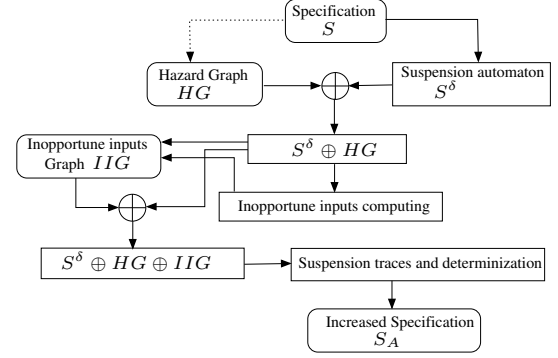 Specification
S
Hazard Graph
HG
Suspension automaton
S^δ
Inopportune inputs
Graph IIG
S^δ ⊕ HG
Inopportune inputs computing
S^δ ⊕ HG ⊕ IIG
Suspension traces and determinization
Increased Specification
S_A